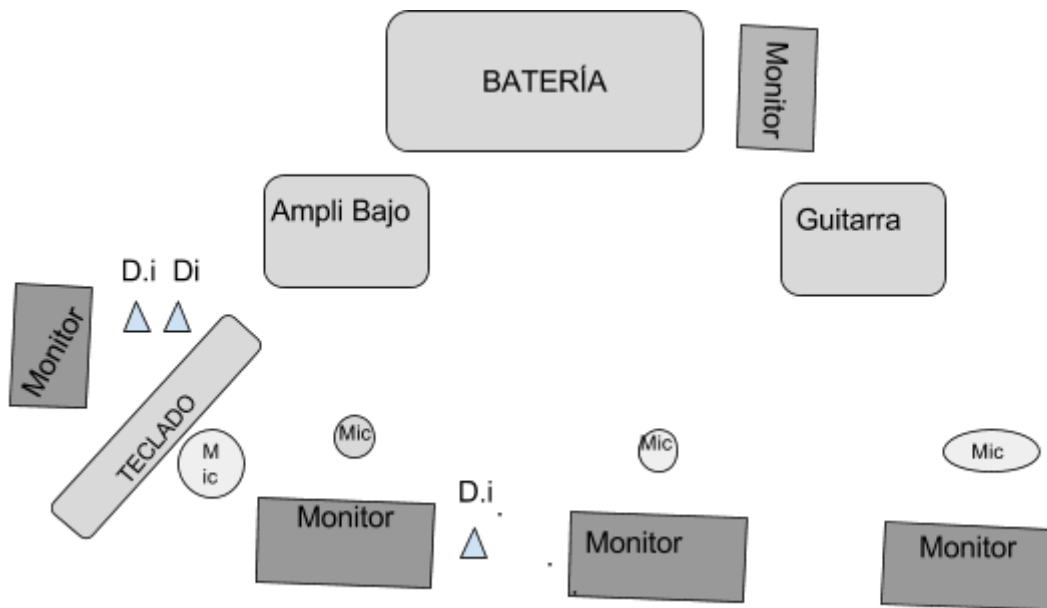 BATERÍA
Monitor
Ampli Bajo
Guitarra
D.i Di
Monitor
TECLADO
M
ic
Mic
Mic
Mic
D.i
Monitor
Monitor
Monitor